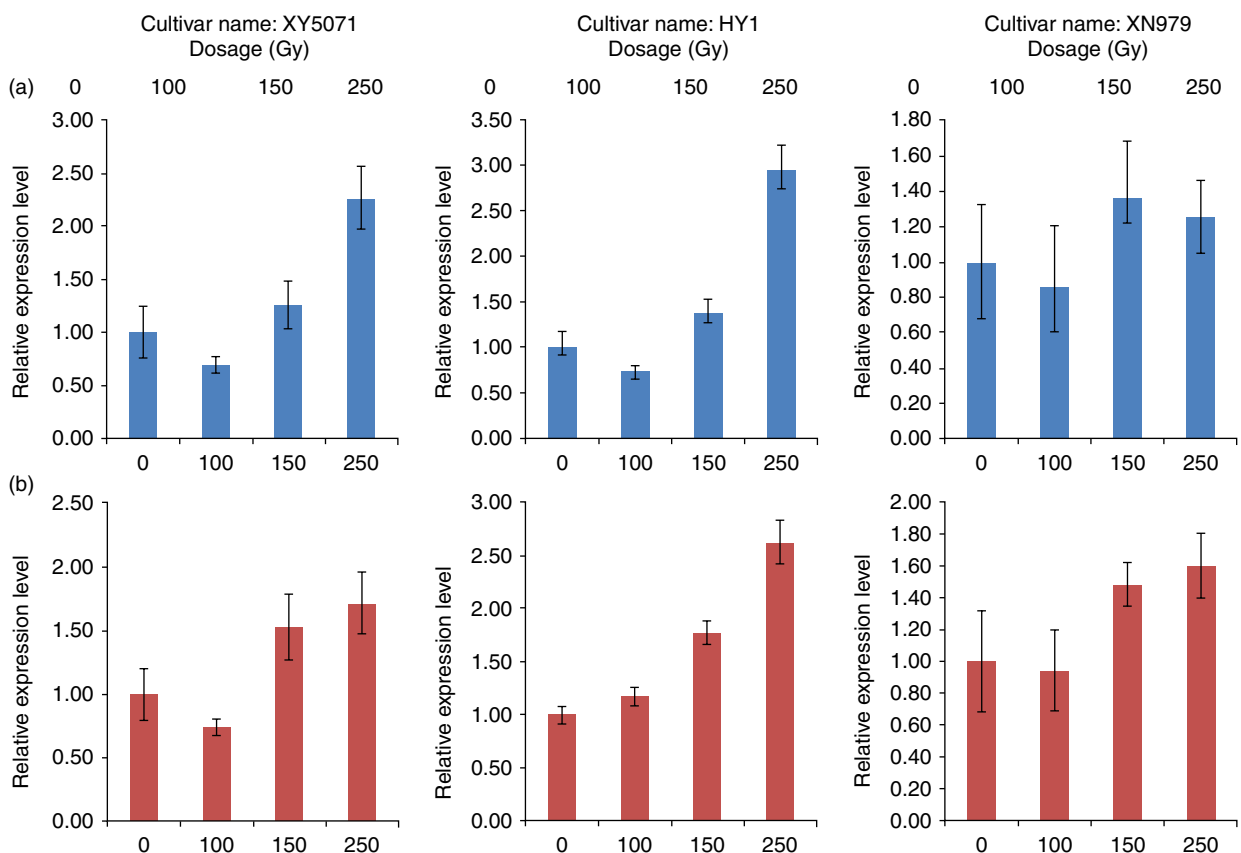 Cultivar name: XY5071
Dosage (Gy)
Cultivar name: HY1
Dosage (Gy)
Cultivar name: XN979
Dosage (Gy)
(a)
0 100 150 250
0 100 150 250
0 100 150 250
Relative expression level
3.00
2.50
2.00
1.50
1.00
0.50
0.00
0 100 150 250
Relative expression level
3.50
3.00
2.50
2.00
1.50
1.00
0.50
0.00
0 100 150 250
Relative expression level
1.80
1.60
1.40
1.20
1.00
0.80
0.60
0.40
0.20
0.00
0 100 150 250
(b)
Relative expression level
2.50
2.00
1.50
1.00
0.50
0.00
0 100 150 250
Relative expression level
3.00
2.50
2.00
1.50
1.00
0.50
0.00
0 100 150 250
Relative expression level
2.00
1.80
1.60
1.40
1.20
1.00
0.80
0.60
0.40
0.20
0.00
0 100 150 250